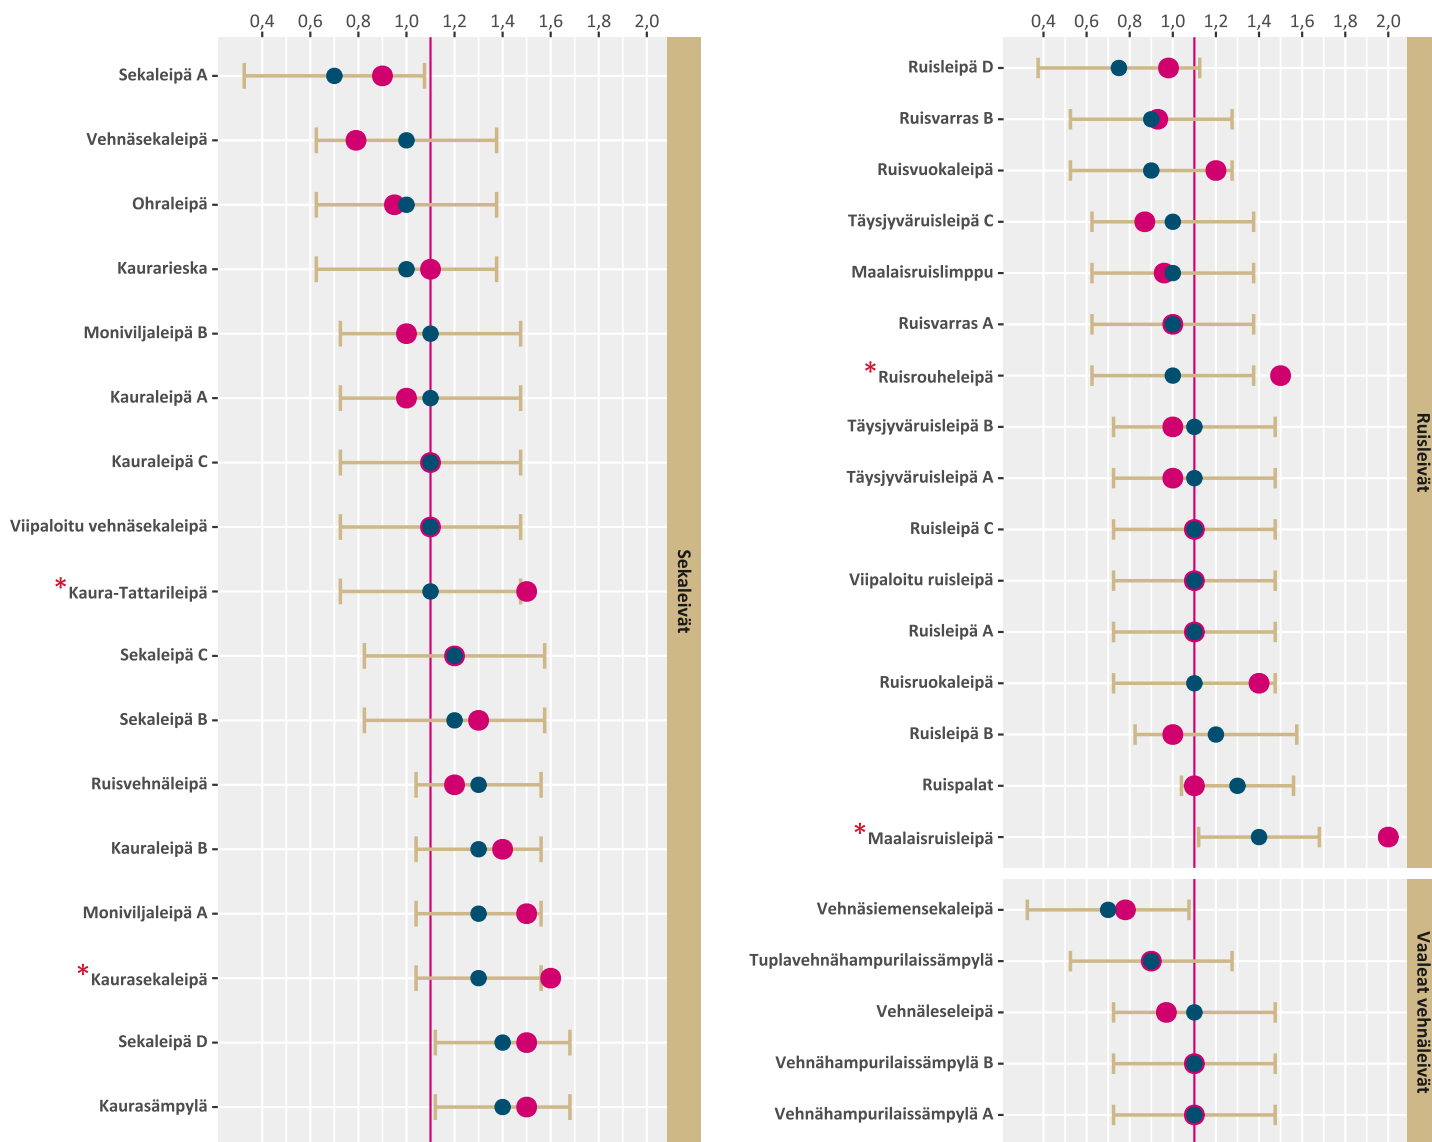 0,4 0,6 0,8 1,0 1,2 1,4 1,6 1,8 2,0
Sekaleipä A
Vehnäsekaleipä
Ohraleipä
Kaurarieska
Moniviljaleipä B
Kauraleipä A
Kauraleipä C
Viipaloitu vehnäsekaleipä
*Kaura-Tattarileipä
Sekaleipä C
Sekaleipä B
Ruisvehnäleipä
Kauraleipä B
Moniviljaleipä A
*Kaurasekaleipä
Sekaleipä D
Kaurasämpylä
Sekaleivät
0,4 0,6 0,8 1,0 1,2 1,4 1,6 1,8 2,0
Ruisleipä D
Ruisvarras B
Ruisvuokaleipä
Täysjyväruisleipä C
Maalaisruislimppu
Ruisvarras A
*Ruisrouheleipä
Täysjyväruisleipä B
Täysjyväruisleipä A
Ruisleipä C
Viipaloitu ruisleipä
Ruisleipä A
Ruisruokaleipä
Ruisleipä B
Ruispalat
*Maalaisruisleipä
Ruisleivät
Vehnäsiemensekaleipä
Tuplavehnähampurilaissämpylä
Vehnäleseleipä
Vehnähampurilaissämpylä B
Vehnähampurilaissämpylä A
Vaaleat vehnäleivät